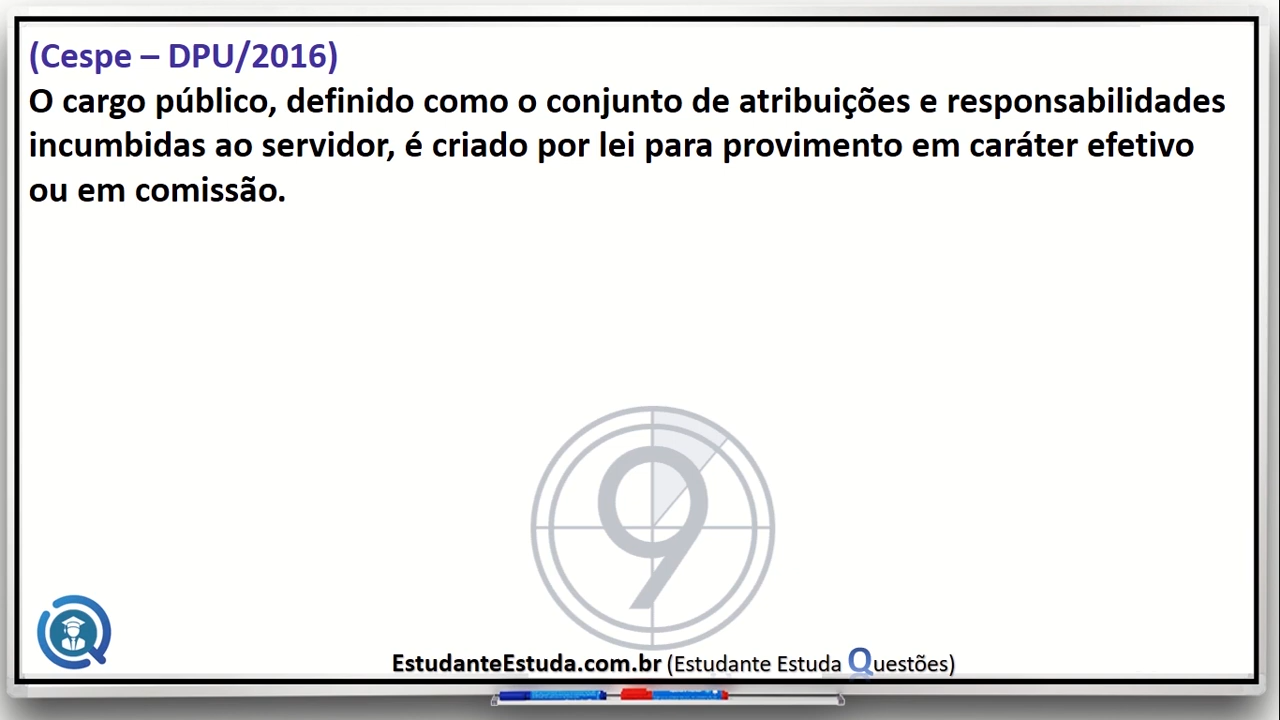 (Cespe – DPU/2016)
O cargo público, definido como o conjunto de atribuições e responsabilidades
incumbidas ao servidor, é criado por lei para provimento em caráter efetivo
ou em comissão.
9
EstudanteEstuda.com.br (Estudante Estuda Questões)